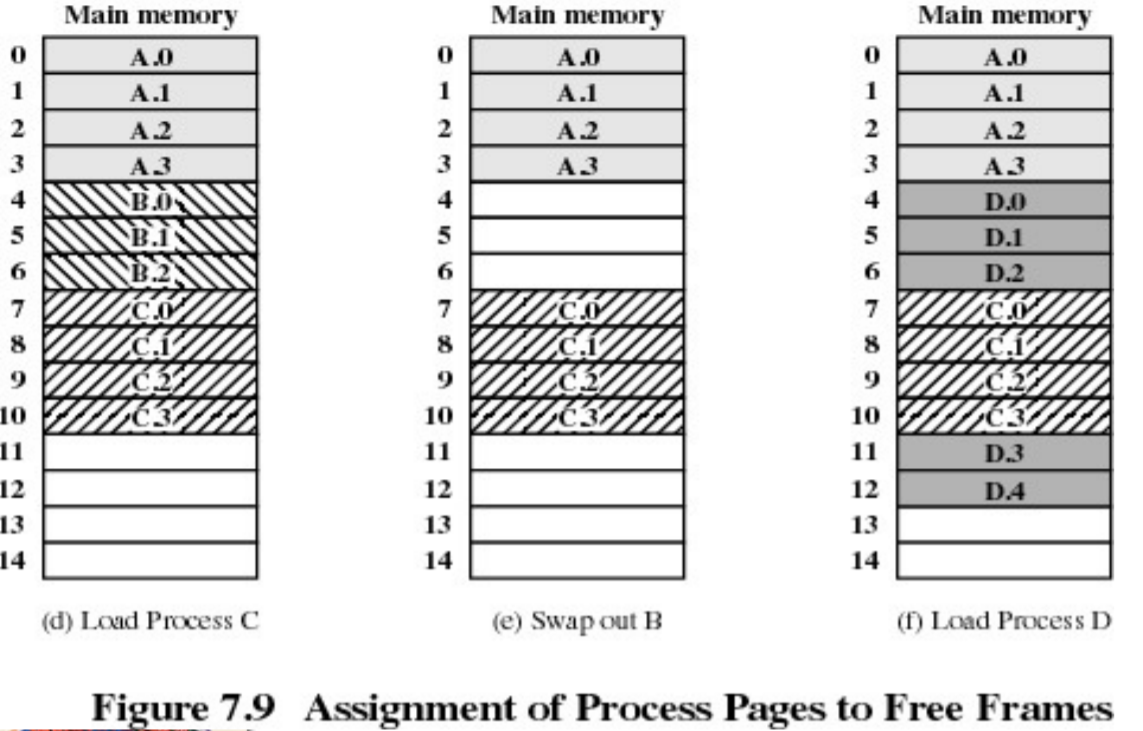 Main memory Main memory Main memory
0 A.0 0 A.0 0 A.0
1 A.1 1 A.1 1 A.1
2 A.2 2 A.2 2 A.2
3 A.3 3 A.3 3 A.3
4 B.0 4 4 D.0
5 B.1 5 5 D.1
6 B.2 6 6 D.2
7 C.0 7 C.0 7 C.0
8 C.1 8 C.1 8 C.1
9 C.2 9 C.2 9 C.2
10 C.3 10 C.3 10 C.3
11 11 11 D.3
12 12 12 D.4
13 13 13
14 14 14
(d) Load Process C (e) Swap out B (f) Load Process D
Figure 7.9 Assignment of Process Pages to Free Frames